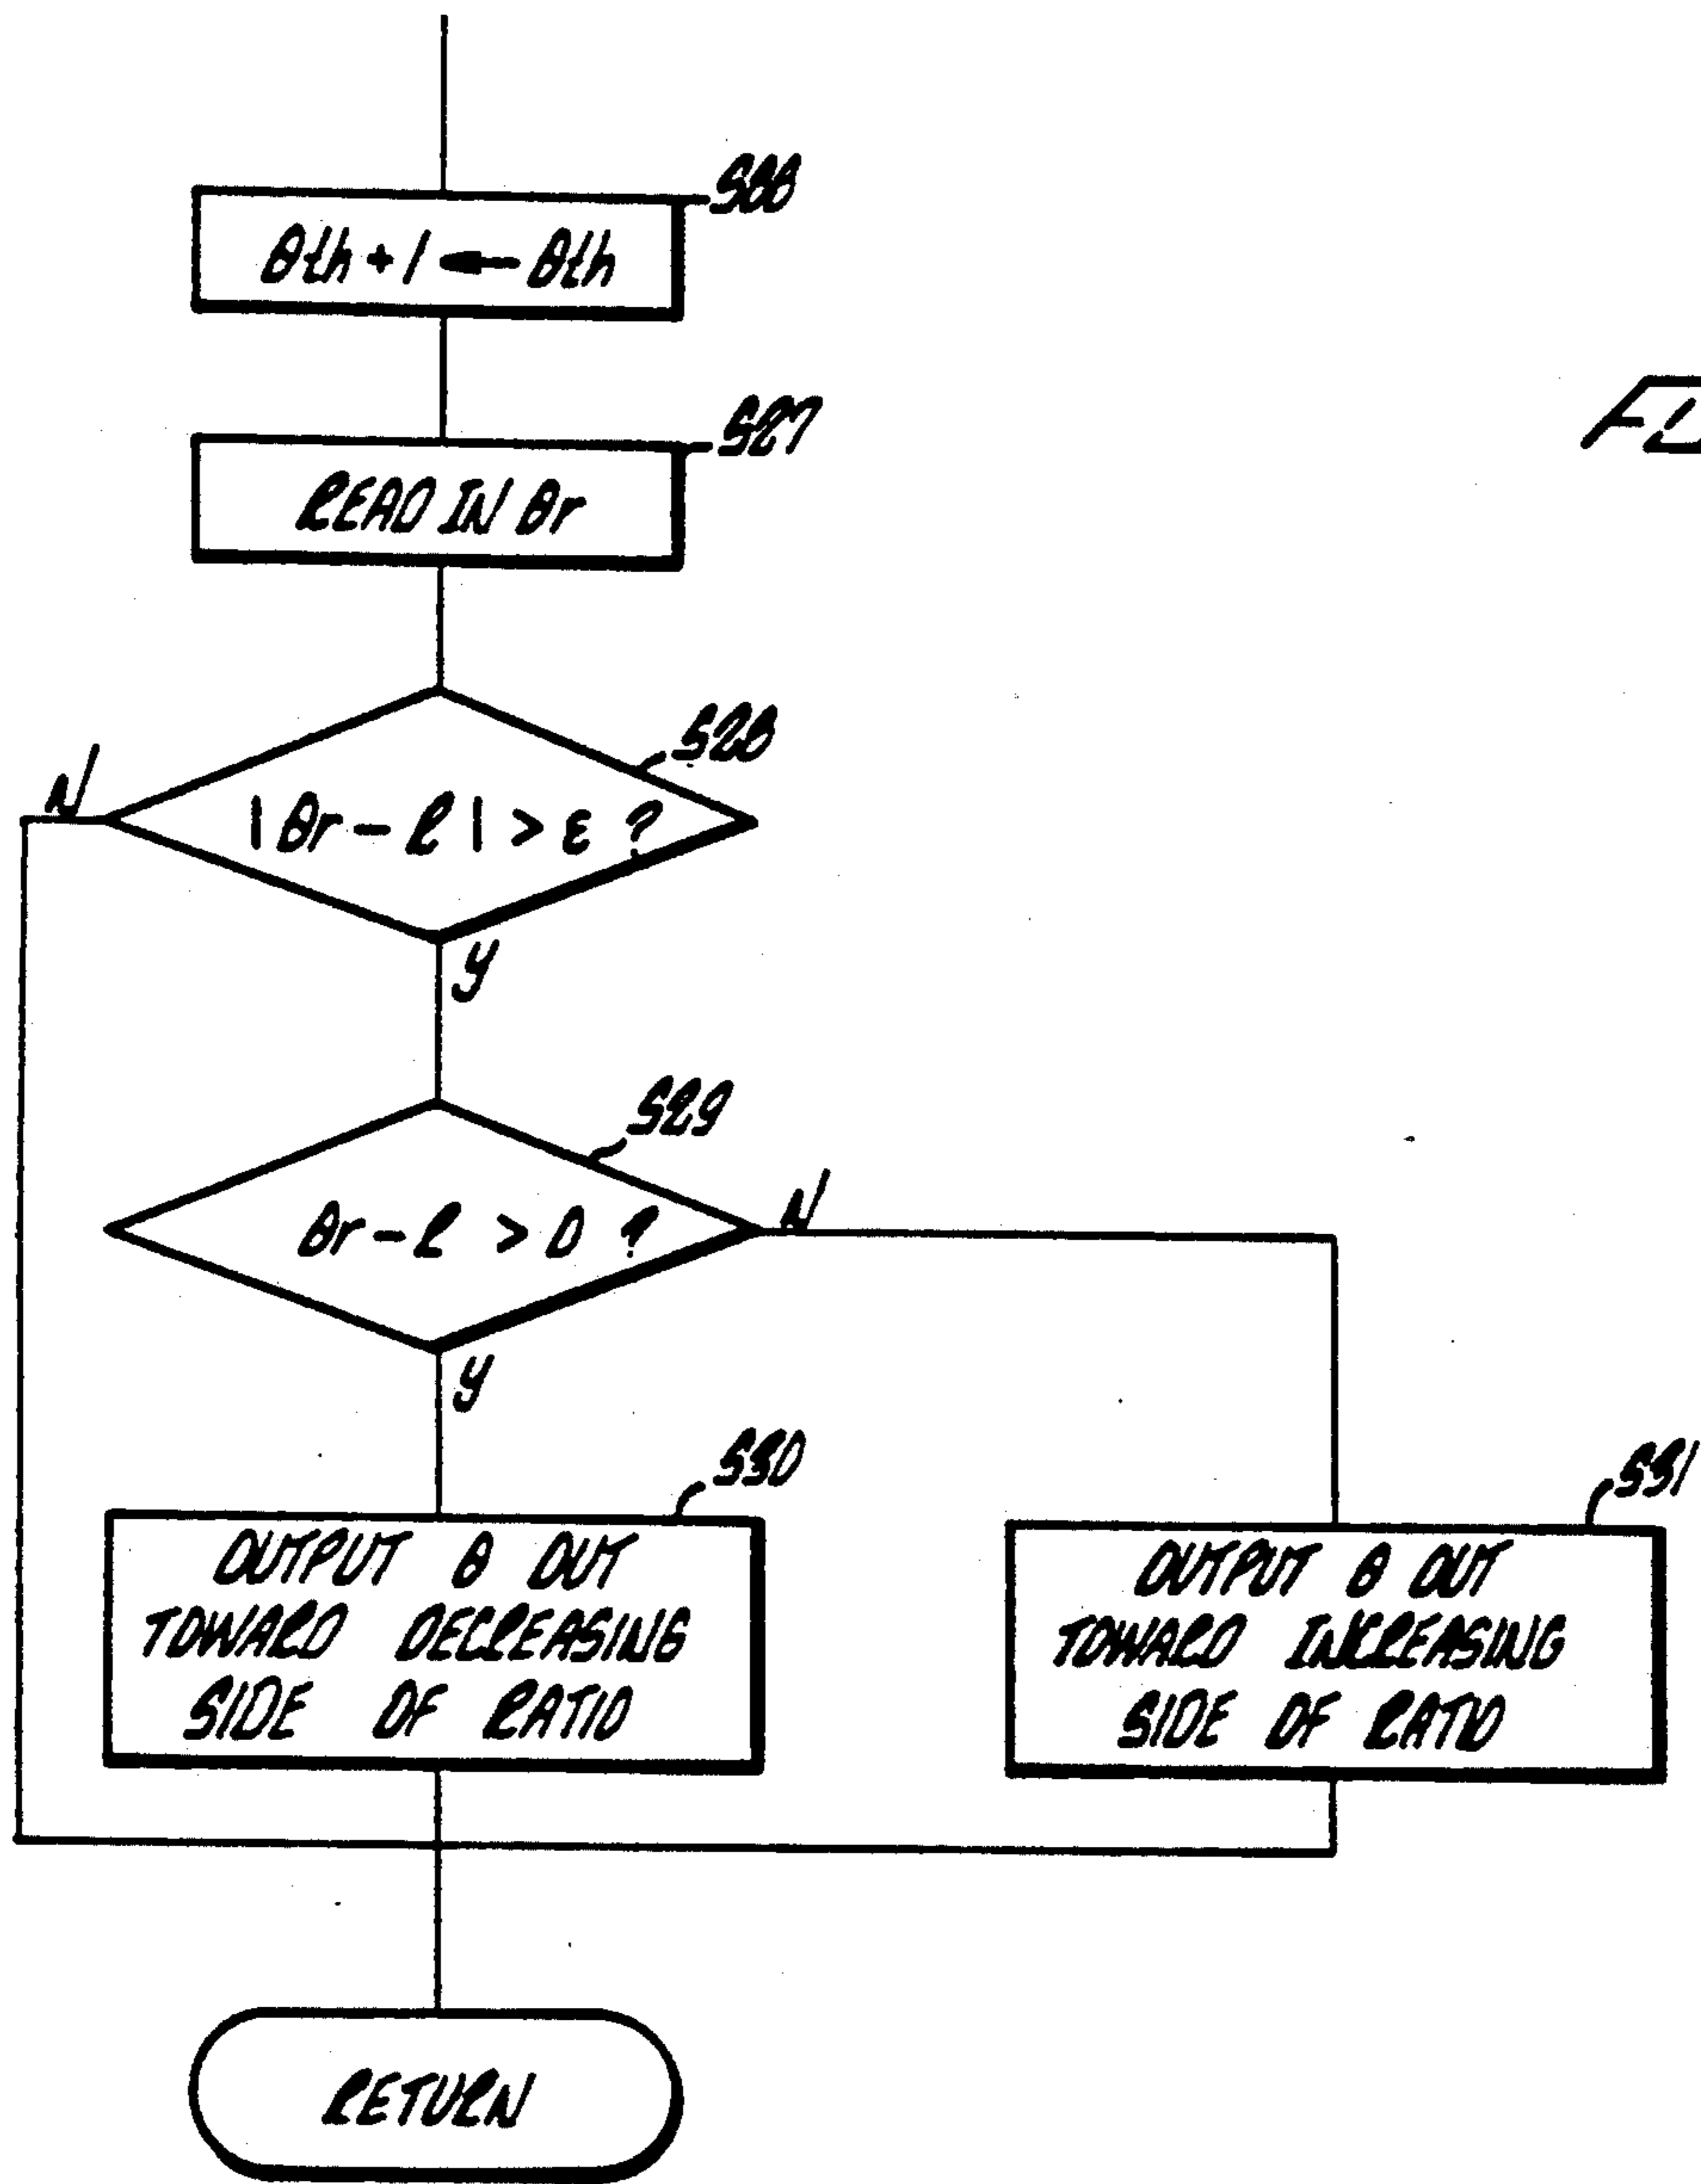 S88
θth+1 ← θth
S27
READ IN θr
S28
N
|θr − R| > ε ?
Y
S29
N
θr − R > 0 ?
Y
S30
OUTPUT θ OUT
TOWARD DECREASING
SIDE OF RATIO
S31
OUTPUT θ OUT
TOWARD INCREASING
SIDE OF RATIO
RETURN